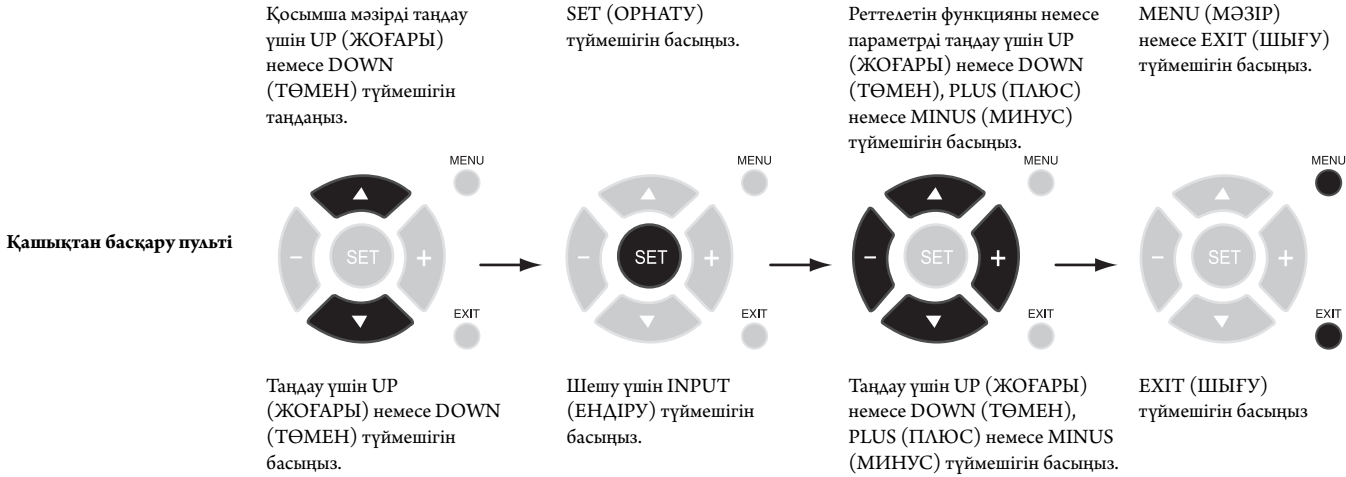 Қосымша мәзірді таңдау
үшін UP (ЖОҒАРЫ)
немесе DOWN
(ТӨМЕН) түймешігін
таңдаңыз.
SET (ОРНАТУ)
түймешігін басыңыз.
Реттелетін функцияны немесе
параметрді таңдау үшін UP
(ЖОҒАРЫ) немесе DOWN
(ТӨМЕН), PLUS (ПЛЮС)
немесе MINUS (МИНУС)
түймешігін басыңыз.
MENU (МӘЗІР)
немесе EXIT (ШЫҒУ)
түймешігін басыңыз.
Қашықтан басқару пульті
MENU
- SET +
EXIT
MENU
- SET +
EXIT
MENU
- SET +
EXIT
MENU
- SET +
EXIT
Таңдау үшін UP
(ЖОҒАРЫ) немесе DOWN
(ТӨМЕН) түймешігін
басыңыз.
Шешу үшін INPUT
(ЕНДІРУ) түймешігін
басыңыз.
Таңдау үшін UP (ЖОҒАРЫ)
немесе DOWN (ТӨМЕН),
PLUS (ПЛЮС) немесе MINUS
(МИНУС) түймешігін басыңыз.
EXIT (ШЫҒУ)
түймешігін басыңыз